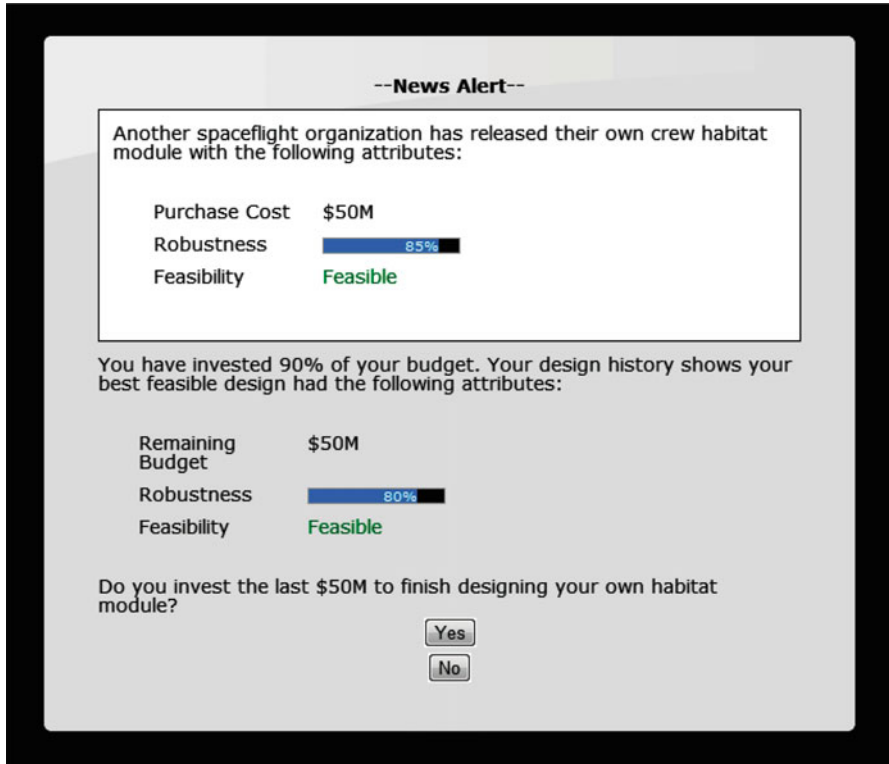 --News Alert--
Another spaceflight organization has released their own crew habitat
module with the following attributes:
Purchase Cost $50M
Robustness 85%
Feasibility Feasible
You have invested 90% of your budget. Your design history shows your
best feasible design had the following attributes:
Remaining
Budget $50M
Robustness 80%
Feasibility Feasible
Do you invest the last $50M to finish designing your own habitat
module?
Yes
No